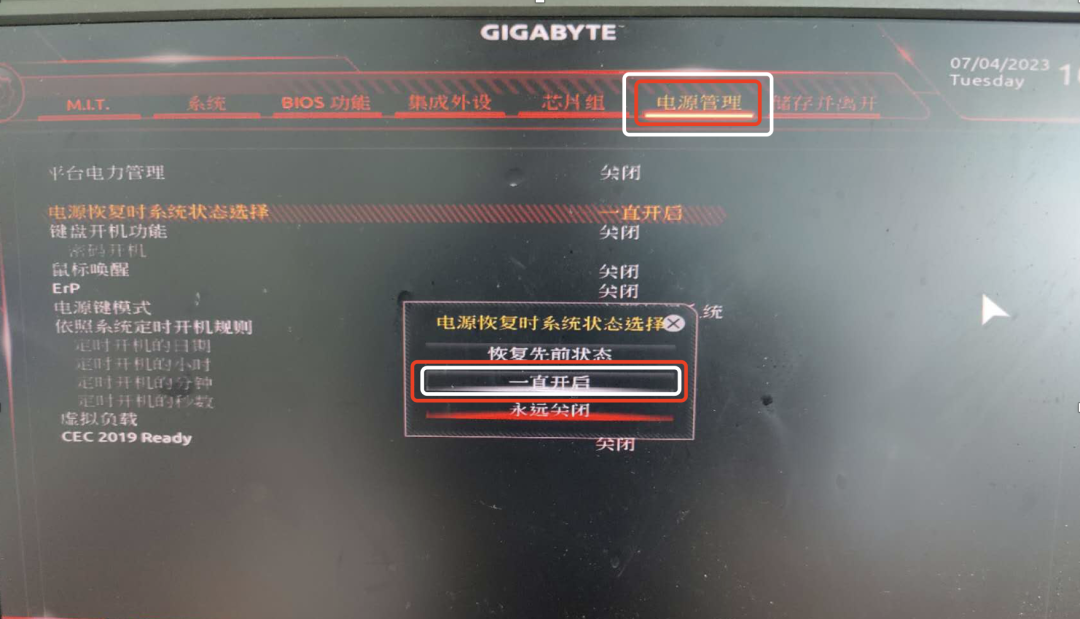 GIGABYTE
07/04/2023
Tuesday
M.I.T. 系统 BIOS 功能 集成外设 芯片组 电源管理 储存并离开
平台电力管理 关闭
电源恢复时系统状态选择 一直开启
键盘开机功能 关闭
密码开机
鼠标唤醒 关闭
ErP 关闭
电源键模式 系统
依照系统定时开机规则
定时开机的日期
定时开机的小时
定时开机的分钟
定时开机的秒数
虚拟负载
CEC 2019 Ready 关闭
电源恢复时系统状态选择
恢复先前状态
一直开启
永远关闭